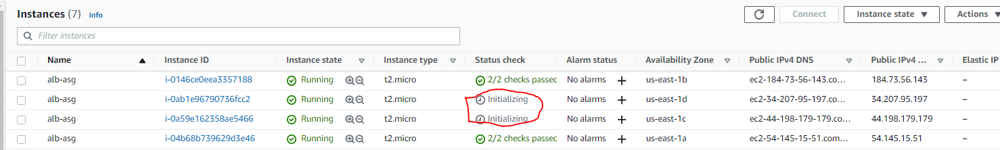 Instances (7) Info
Connect Instance state Actions
Filter instances
Name Instance ID Instance state Instance type Status check Alarm status Availability Zone Public IPv4 DNS Public IPv4 ... Elastic IP
alb-asg i-0146ce0eea3357188 Running t2.micro 2/2 checks passed No alarms + us-east-1b ec2-184-73-56-143.co... 184.73.56.143 –
alb-asg i-0ab1e96790736fcc2 Running t2.micro Initializing No alarms + us-east-1d ec2-34-207-95-197.co... 34.207.95.197 –
alb-asg i-0a59e162358ae5466 Running t2.micro Initializing No alarms + us-east-1c ec2-44-198-179-179.co... 44.198.179.179 –
alb-asg i-04b68b739629d3e46 Running t2.micro 2/2 checks passed No alarms + us-east-1a ec2-54-145-15-51.com... 54.145.15.51 –